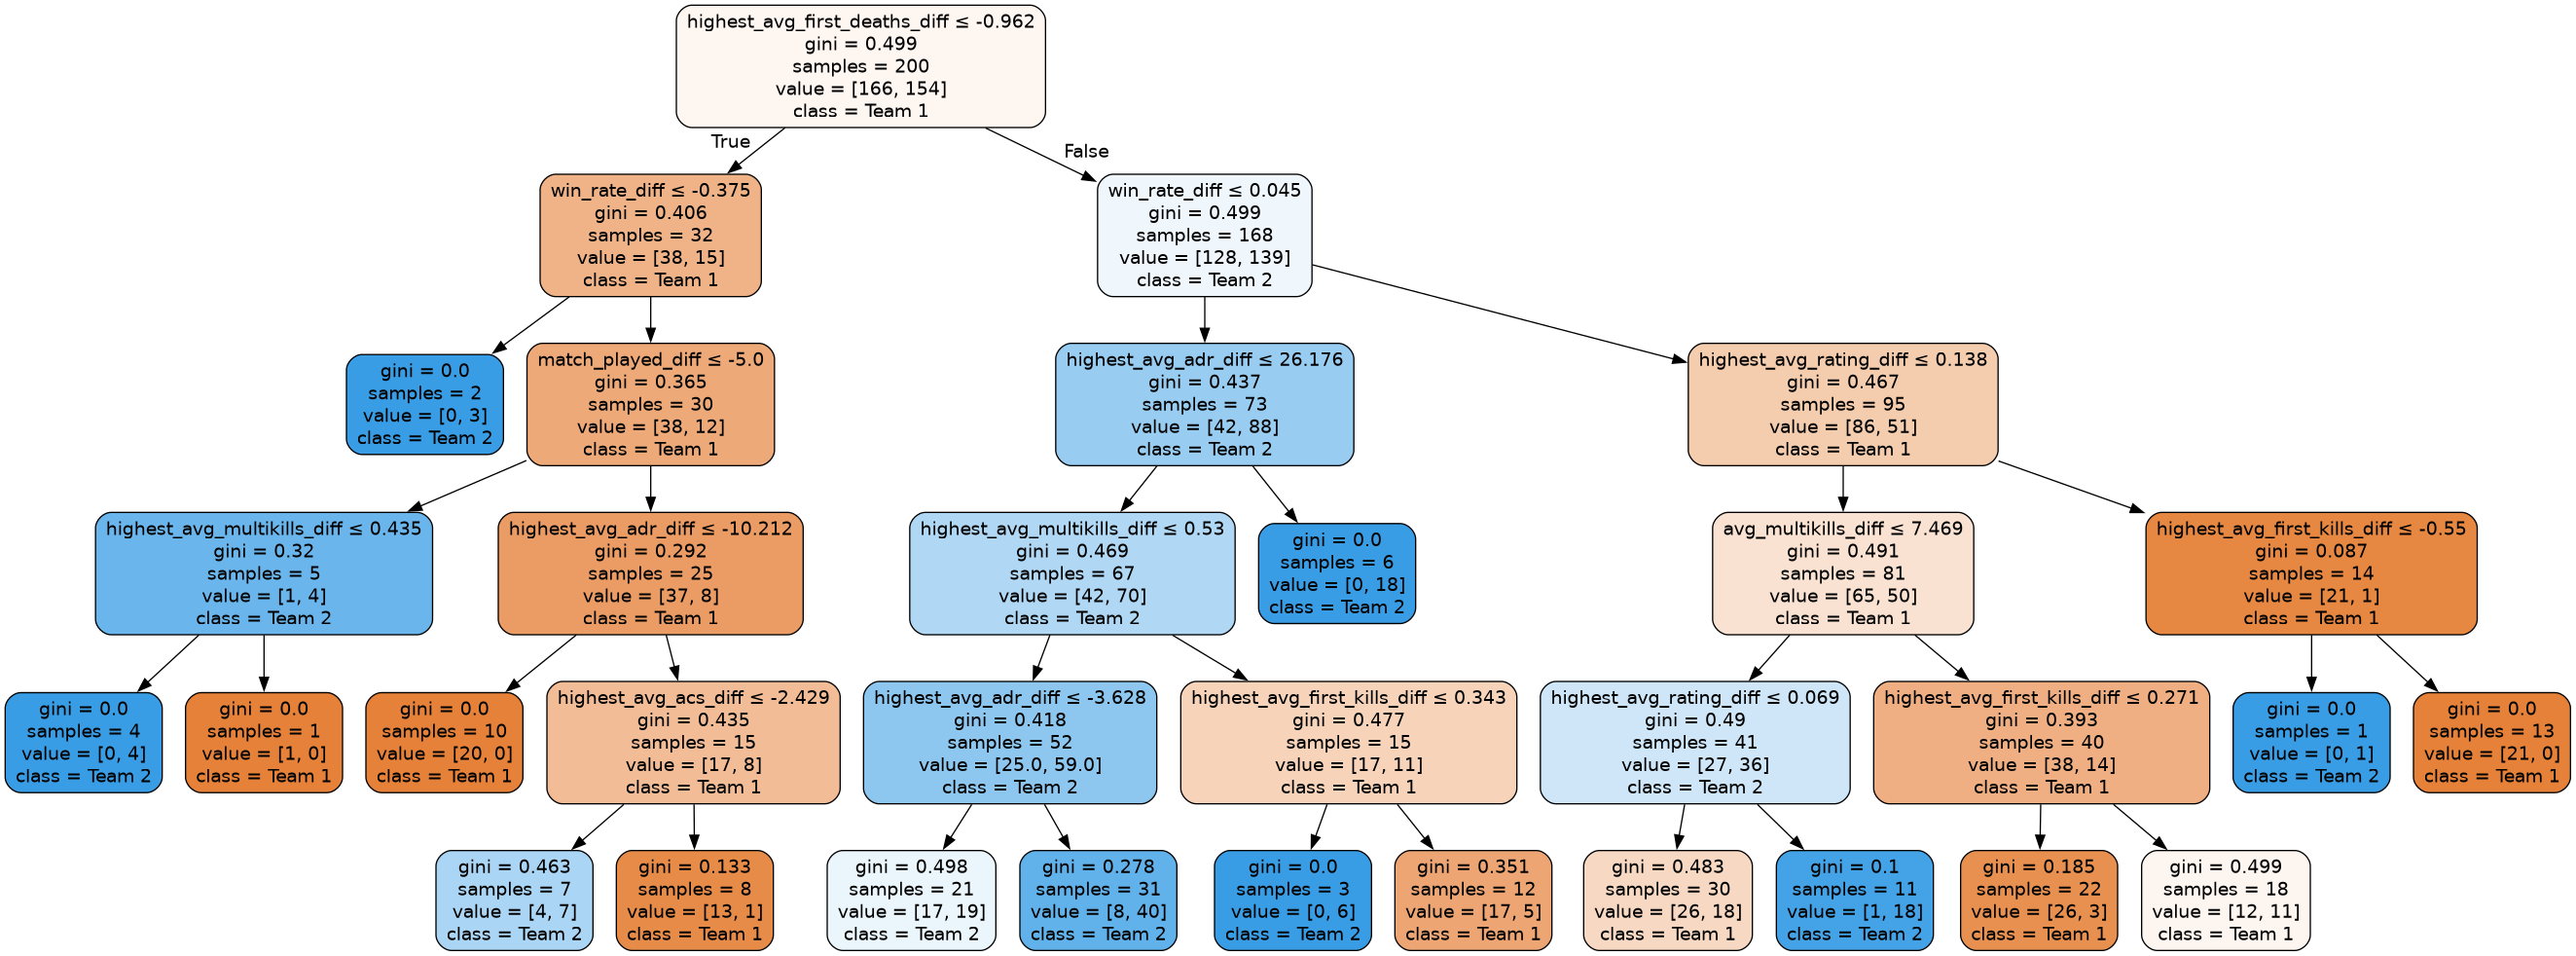 highest_avg_first_deaths_diff ≤ -0.962
gini = 0.499
samples = 200
value = [166, 154]
class = Team 1
True
False
win_rate_diff ≤ -0.375
gini = 0.406
samples = 32
value = [38, 15]
class = Team 1
win_rate_diff ≤ 0.045
gini = 0.499
samples = 168
value = [128, 139]
class = Team 2
gini = 0.0
samples = 2
value = [0, 3]
class = Team 2
match_played_diff ≤ -5.0
gini = 0.365
samples = 30
value = [38, 12]
class = Team 1
highest_avg_adr_diff ≤ 26.176
gini = 0.437
samples = 73
value = [42, 88]
class = Team 2
highest_avg_rating_diff ≤ 0.138
gini = 0.467
samples = 95
value = [86, 51]
class = Team 1
highest_avg_multikills_diff ≤ 0.435
gini = 0.32
samples = 5
value = [1, 4]
class = Team 2
highest_avg_adr_diff ≤ -10.212
gini = 0.292
samples = 25
value = [37, 8]
class = Team 1
highest_avg_multikills_diff ≤ 0.53
gini = 0.469
samples = 67
value = [42, 70]
class = Team 2
gini = 0.0
samples = 6
value = [0, 18]
class = Team 2
avg_multikills_diff ≤ 7.469
gini = 0.491
samples = 81
value = [65, 50]
class = Team 1
highest_avg_first_kills_diff ≤ -0.55
gini = 0.087
samples = 14
value = [21, 1]
class = Team 1
gini = 0.0
samples = 4
value = [0, 4]
class = Team 2
gini = 0.0
samples = 1
value = [1, 0]
class = Team 1
gini = 0.0
samples = 10
value = [20, 0]
class = Team 1
highest_avg_acs_diff ≤ -2.429
gini = 0.435
samples = 15
value = [17, 8]
class = Team 1
highest_avg_adr_diff ≤ -3.628
gini = 0.418
samples = 52
value = [25.0, 59.0]
class = Team 2
highest_avg_first_kills_diff ≤ 0.343
gini = 0.477
samples = 15
value = [17, 11]
class = Team 1
highest_avg_rating_diff ≤ 0.069
gini = 0.49
samples = 41
value = [27, 36]
class = Team 2
highest_avg_first_kills_diff ≤ 0.271
gini = 0.393
samples = 40
value = [38, 14]
class = Team 1
gini = 0.0
samples = 1
value = [0, 1]
class = Team 2
gini = 0.0
samples = 13
value = [21, 0]
class = Team 1
gini = 0.463
samples = 7
value = [4, 7]
class = Team 2
gini = 0.133
samples = 8
value = [13, 1]
class = Team 1
gini = 0.498
samples = 21
value = [17, 19]
class = Team 2
gini = 0.278
samples = 31
value = [8, 40]
class = Team 2
gini = 0.0
samples = 3
value = [0, 6]
class = Team 2
gini = 0.351
samples = 12
value = [17, 5]
class = Team 1
gini = 0.483
samples = 30
value = [26, 18]
class = Team 1
gini = 0.1
samples = 11
value = [1, 18]
class = Team 2
gini = 0.185
samples = 22
value = [26, 3]
class = Team 1
gini = 0.499
samples = 18
value = [12, 11]
class = Team 1